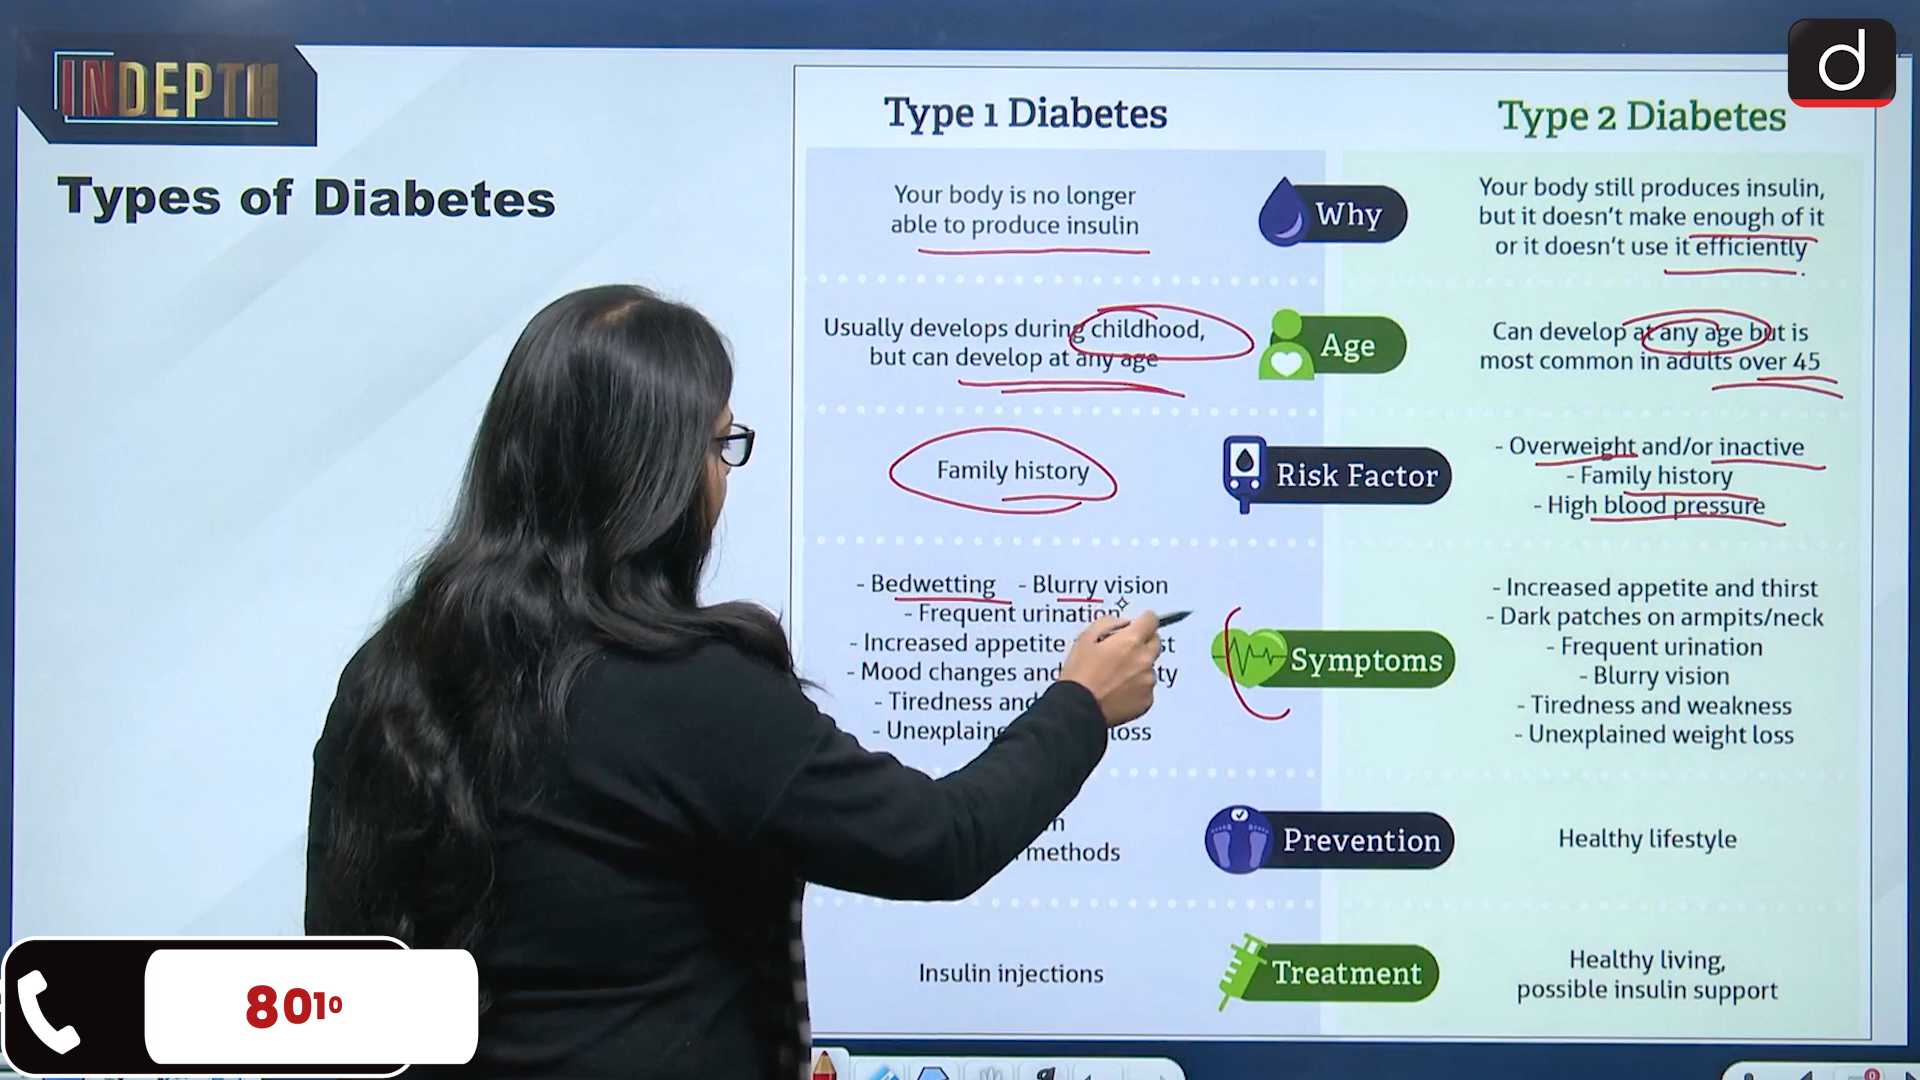 INDEPTH
d
Types of Diabetes
Type 1 Diabetes
Type 2 Diabetes
Your body is no longer
able to produce insulin
Why
Your body still produces insulin,
but it doesn't make enough of it
or it doesn't use it efficiently
Usually develops during childhood,
but can develop at any age
Age
Can develop at any age but is
most common in adults over 45
Family history
Risk Factor
- Overweight and/or inactive
- Family history
- High blood pressure
- Bedwetting - Blurry vision
- Frequent urination
- Increased appetite
- Mood changes and
- Tiredness and
- Unexplained loss
Symptoms
- Increased appetite and thirst
- Dark patches on armpits/neck
- Frequent urination
- Blurry vision
- Tiredness and weakness
- Unexplained weight loss
methods
Prevention
Healthy lifestyle
Insulin injections
Treatment
Healthy living,
possible insulin support
8010